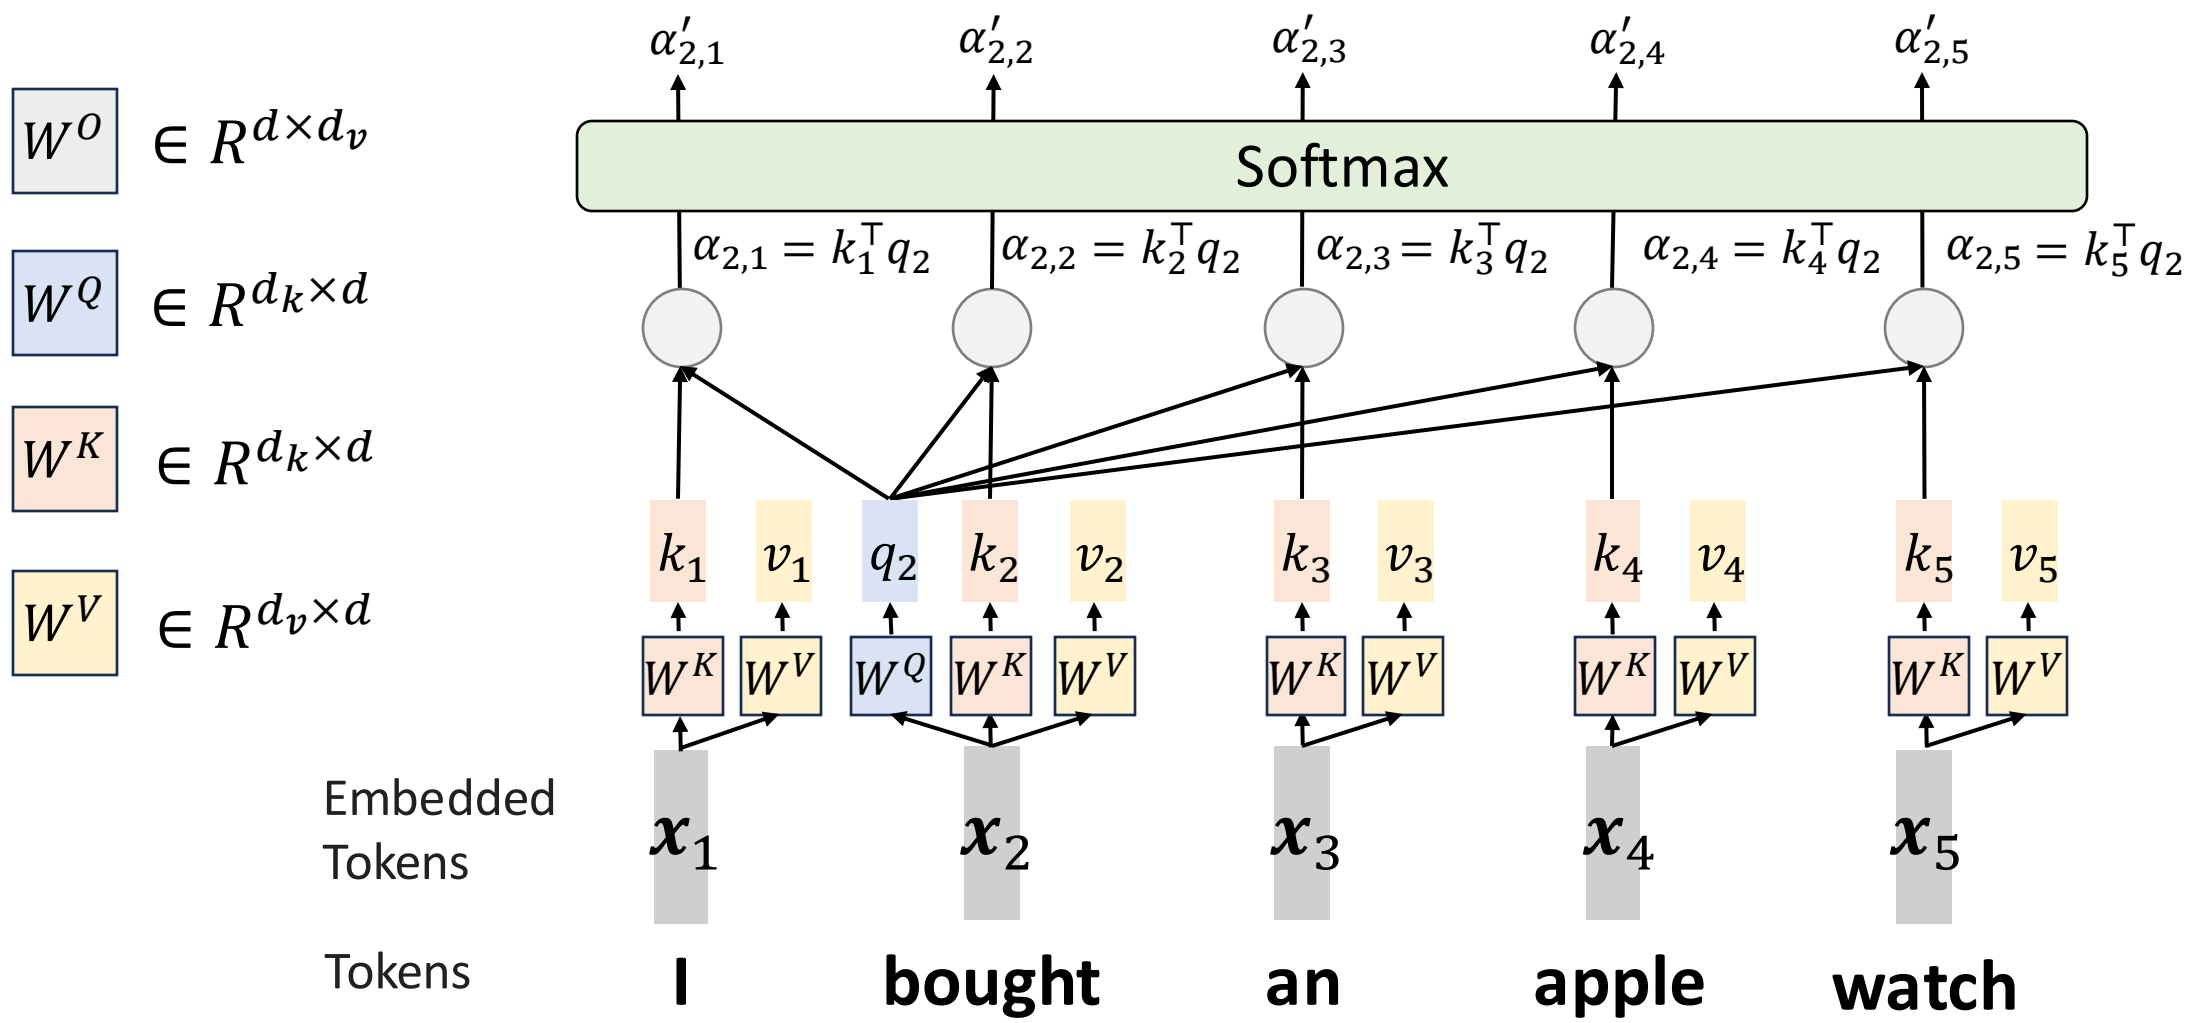 α′2,1 α′2,2 α′2,3 α′2,4 α′2,5
W^O ∈ R^{d×d_v}
Softmax
α2,1 = k1⊤q2 α2,2 = k2⊤q2 α2,3 = k3⊤q2 α2,4 = k4⊤q2 α2,5 = k5⊤q2
W^Q ∈ R^{d_k×d}
W^K ∈ R^{d_k×d}
k1 v1 q2 k2 v2 k3 v3 k4 v4 k5 v5
W^V ∈ R^{d_v×d}
W^K W^V W^Q W^K W^V W^K W^V W^K W^V W^K W^V
Embedded
Tokens
x1 x2 x3 x4 x5
Tokens I bought an apple watch